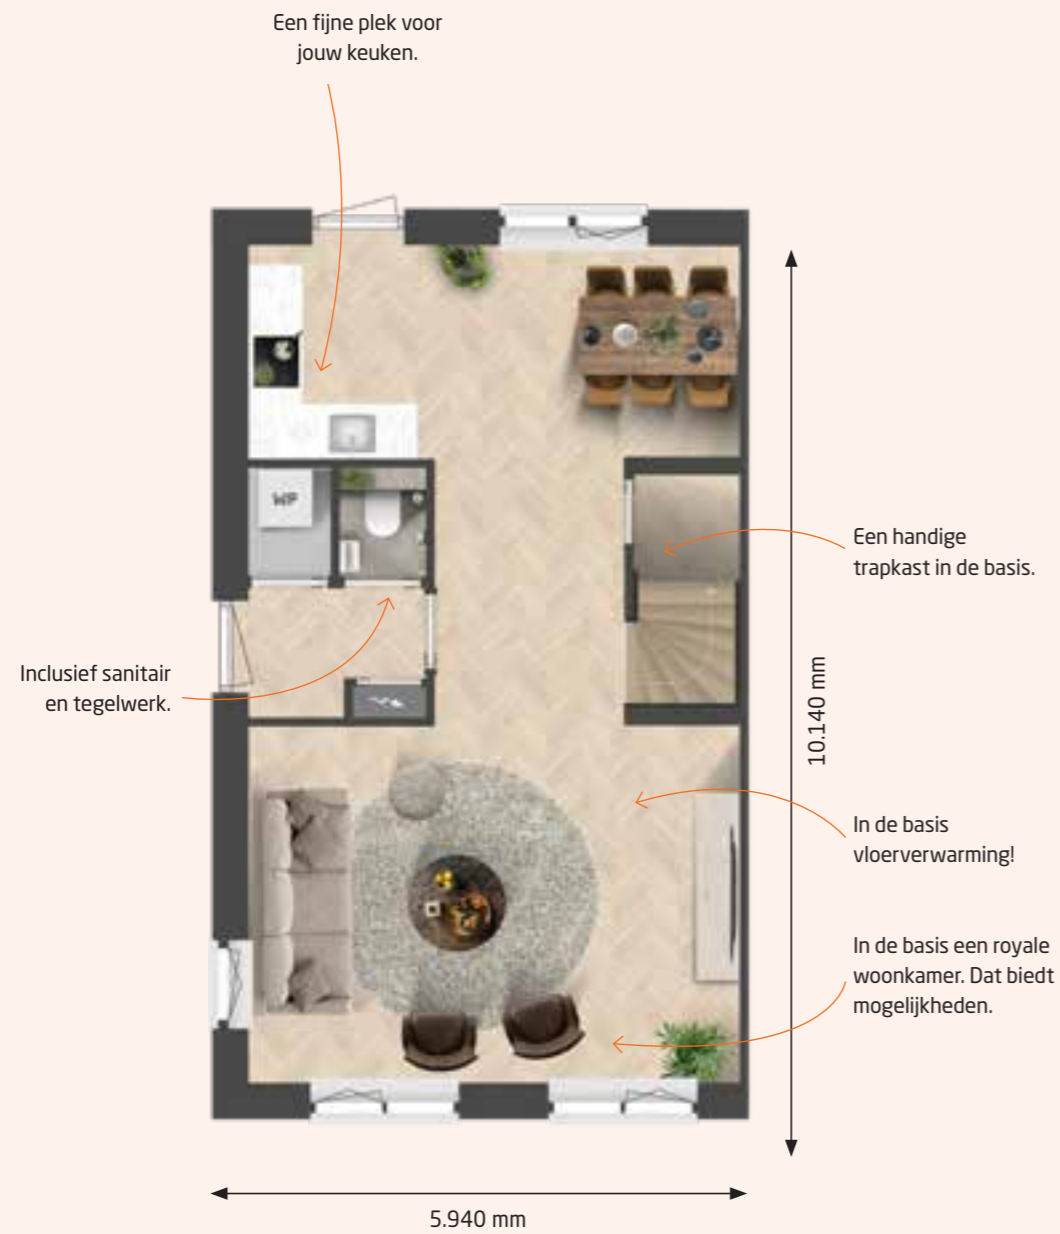 Een fijne plek voor
jouw keuken.
WP
Een handige
trapkast in de basis.
Inclusief sanitair
en tegelwerk.
10.140 mm
In de basis
vloerverwarming!
In de basis een royale
woonkamer. Dat biedt
mogelijkheden.
5.940 mm